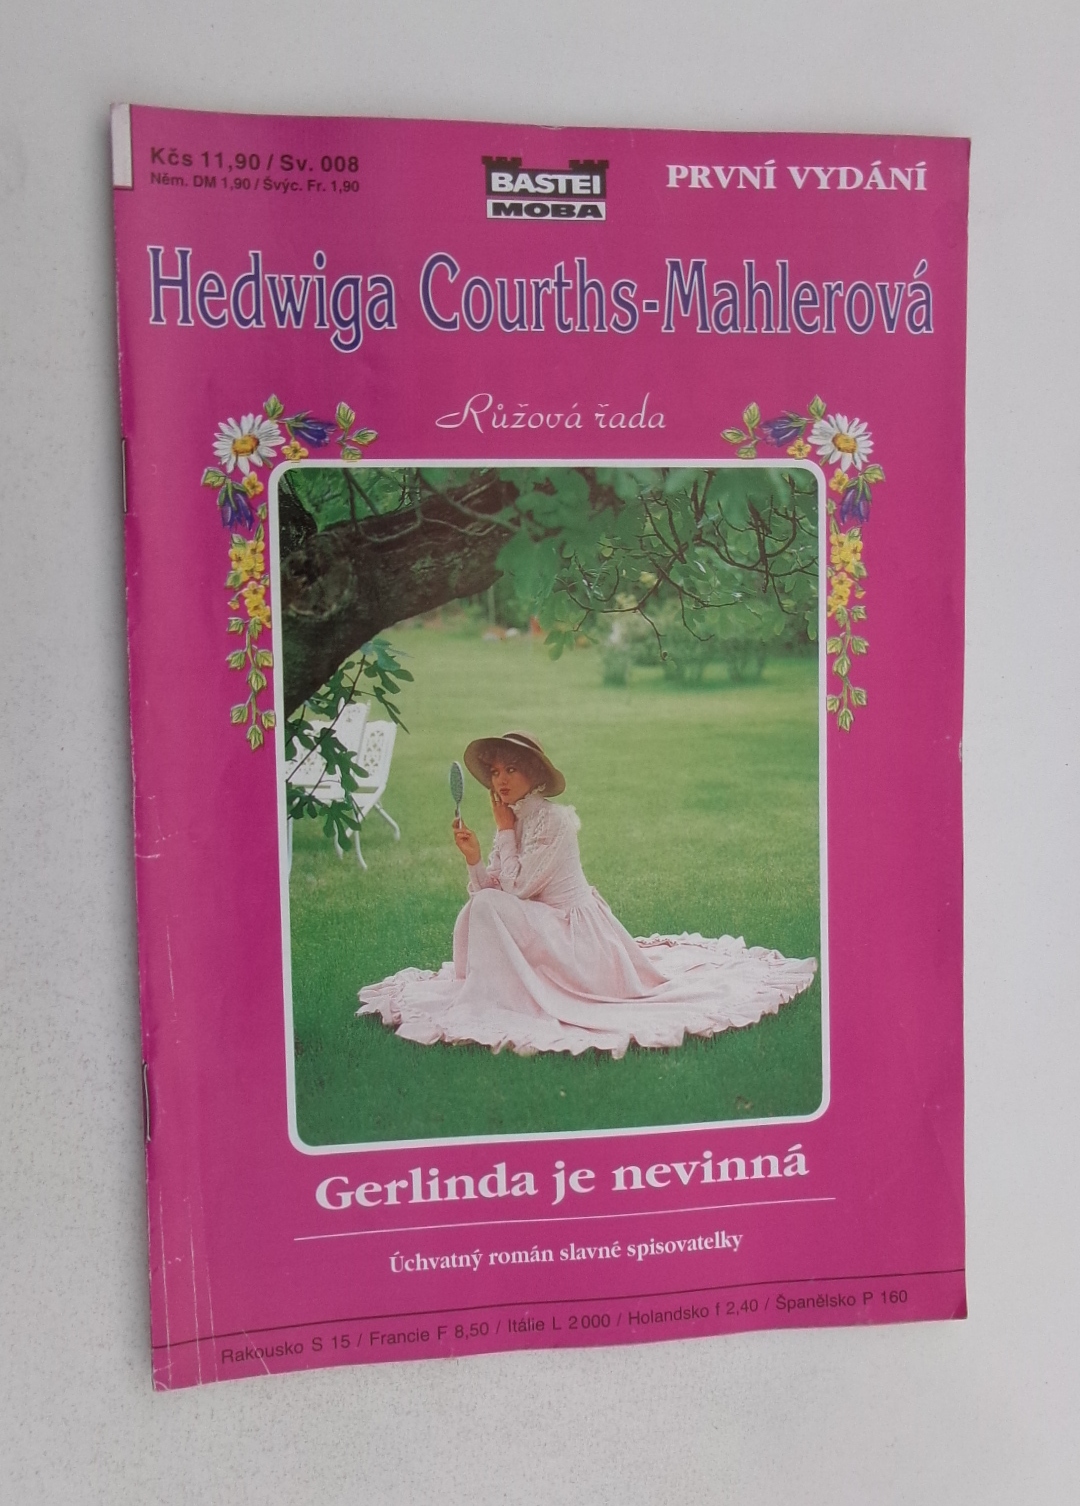 Kčs 11,90 / Sv. 008
Něm. DM 1,90 / Švýc. Fr. 1,90
BASTEI
MOBA
PRVNÍ VYDÁNÍ
Hedwiga Courths-Mahlerová
Růžová řada
Gerlinda je nevinná
Úchvatný román slavné spisovatelky
Rakousko S 15 / Francie F 8,50 / Itálie L 2 000 / Holandsko f 2,40 / Španělsko P 160